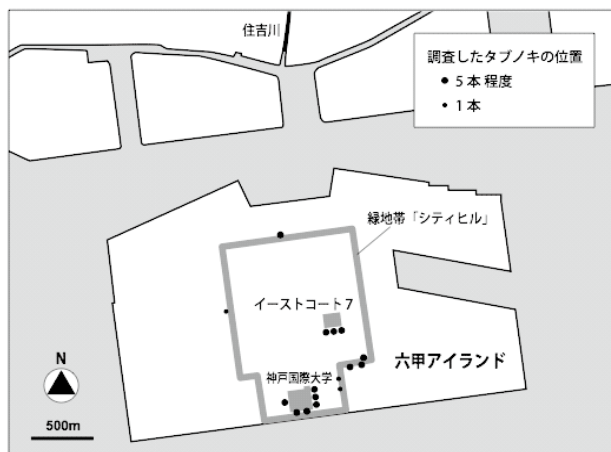 住吉川
調査したタブノキの位置
5本程度
1本
緑地帯「シティヒル」
イーストコート7
六甲アイランド
神戸国際大学
N
500m